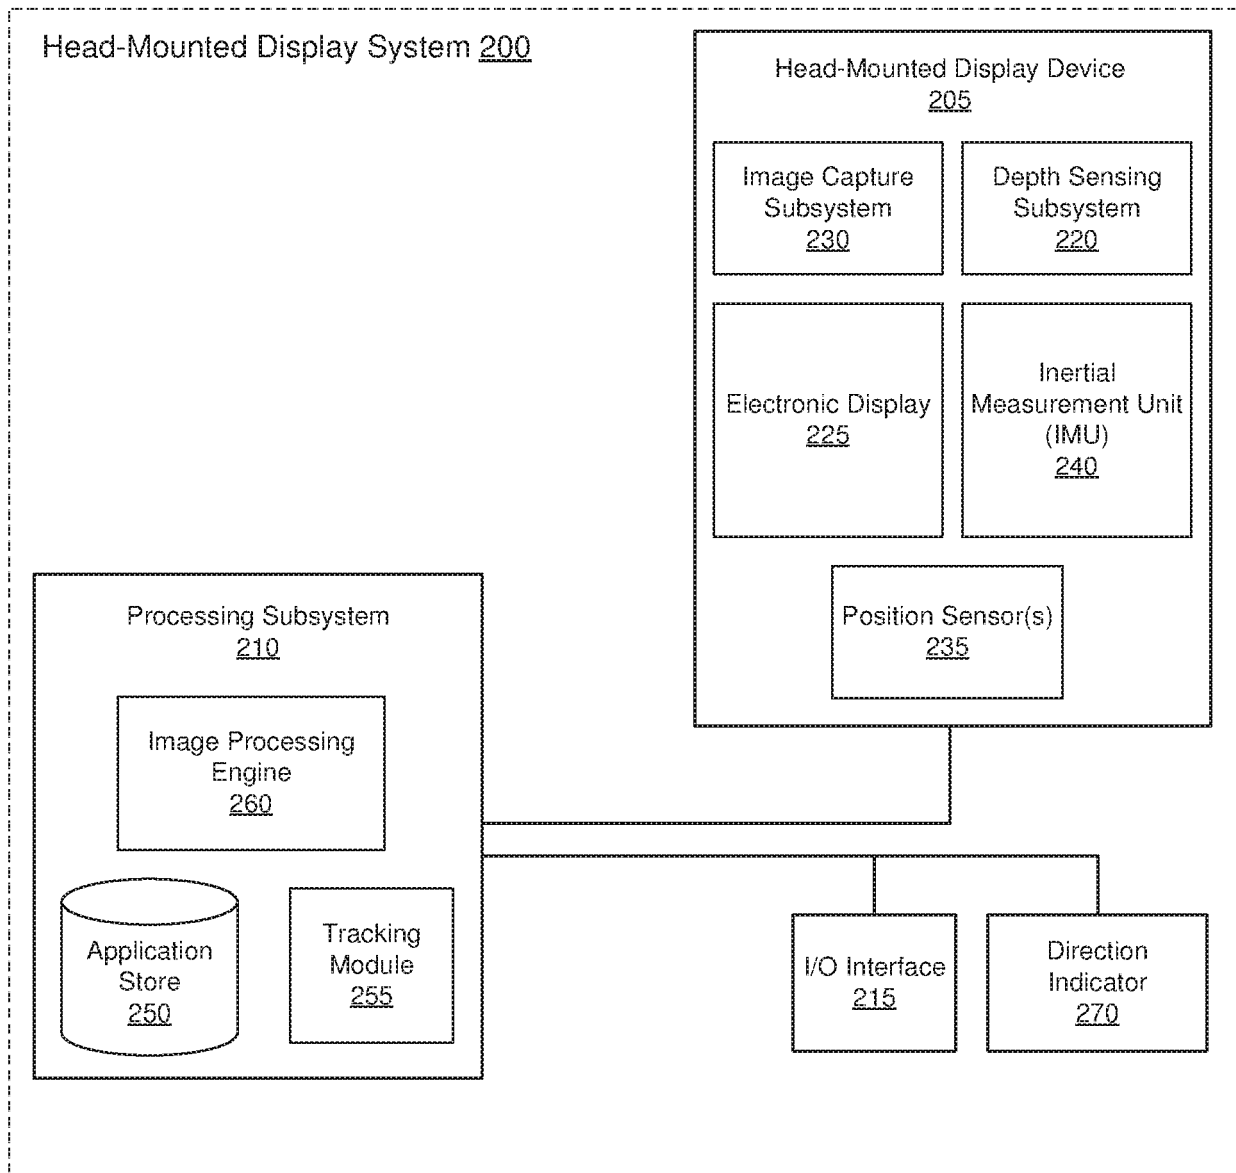 Head-Mounted Display System 200
Head-Mounted Display Device
205
Image Capture
Subsystem
230
Depth Sensing
Subsystem
220
Electronic Display
225
Inertial
Measurement Unit
(IMU)
240
Position Sensor(s)
235
Processing Subsystem
210
Image Processing
Engine
260
Application
Store
250
Tracking
Module
255
I/O Interface
215
Direction
Indicator
270